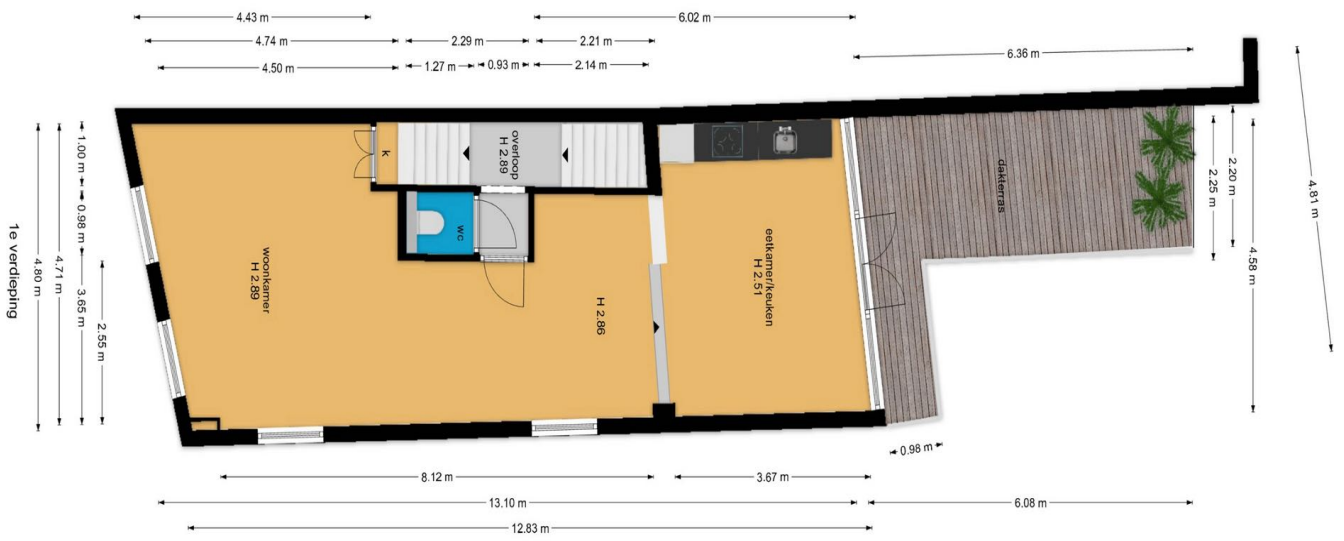 4.43 m
6.02 m
4.74 m
2.29 m
2.21 m
6.36 m
4.50 m
1.27 m
0.93 m
2.14 m
1e verdieping
4.80 m
4.71 m
1.00 m
0.98 m
3.65 m
2.55 m
k
overloop
H 2.89
wc
woonkamer
H 2.89
H 2.86
eetkamer/keuken
H 2.51
dakterras
2.20 m
2.25 m
4.58 m
4.81 m
0.98 m
8.12 m
3.67 m
13.10 m
6.08 m
12.83 m